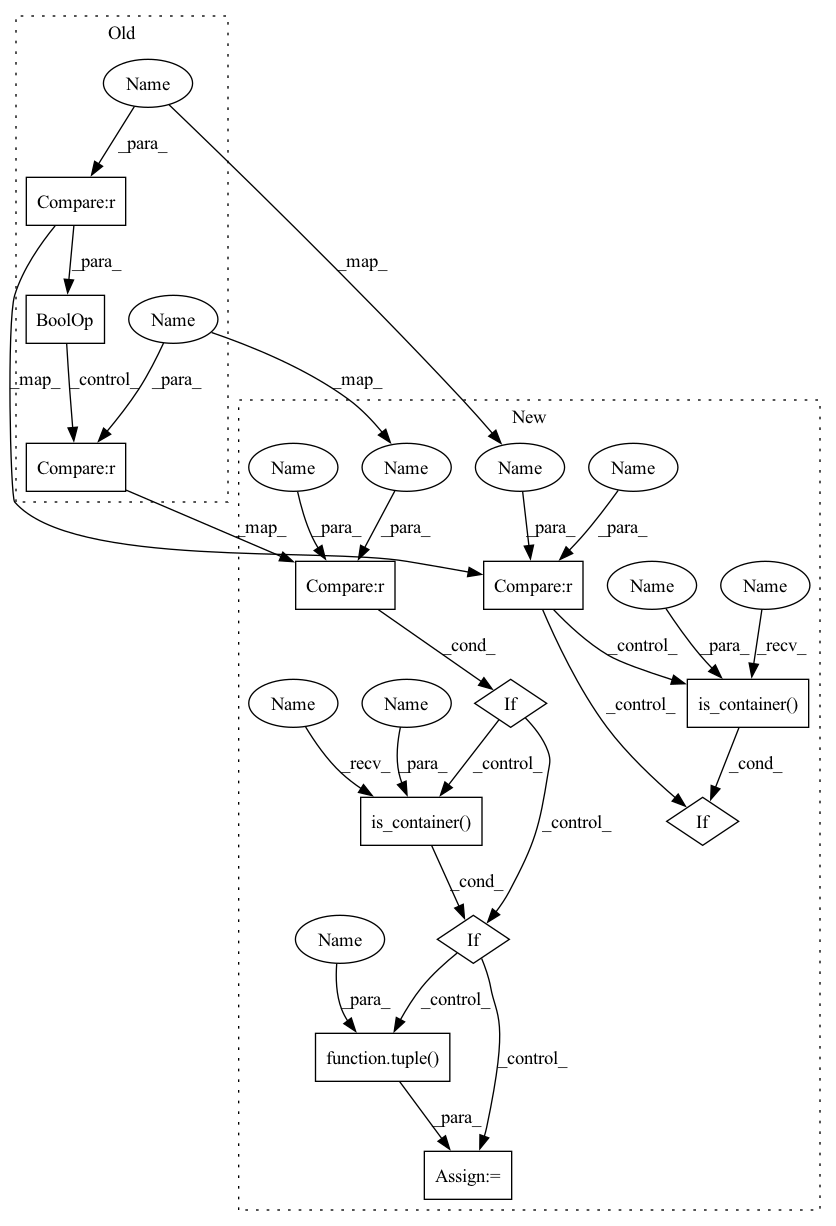 Old
Name
_para_
Compare:r
_para_
_map_
BoolOp
Name
_map_
_control_
_para_
_map_
New
Compare:r
Name
Name
Name
Name
_map_
_para_
_para_
_para_
_para_
Compare:r
Compare:r
Name
Name
_cond_
_control_
_para_
_recv_
Name
Name
If
_control_
is_container()
_recv_
_para_
_control_
_cond_
is_container()
_control_
If
_cond_
Name
If
_para_
_control_
function.tuple()
_control_
_para_
Assign:=